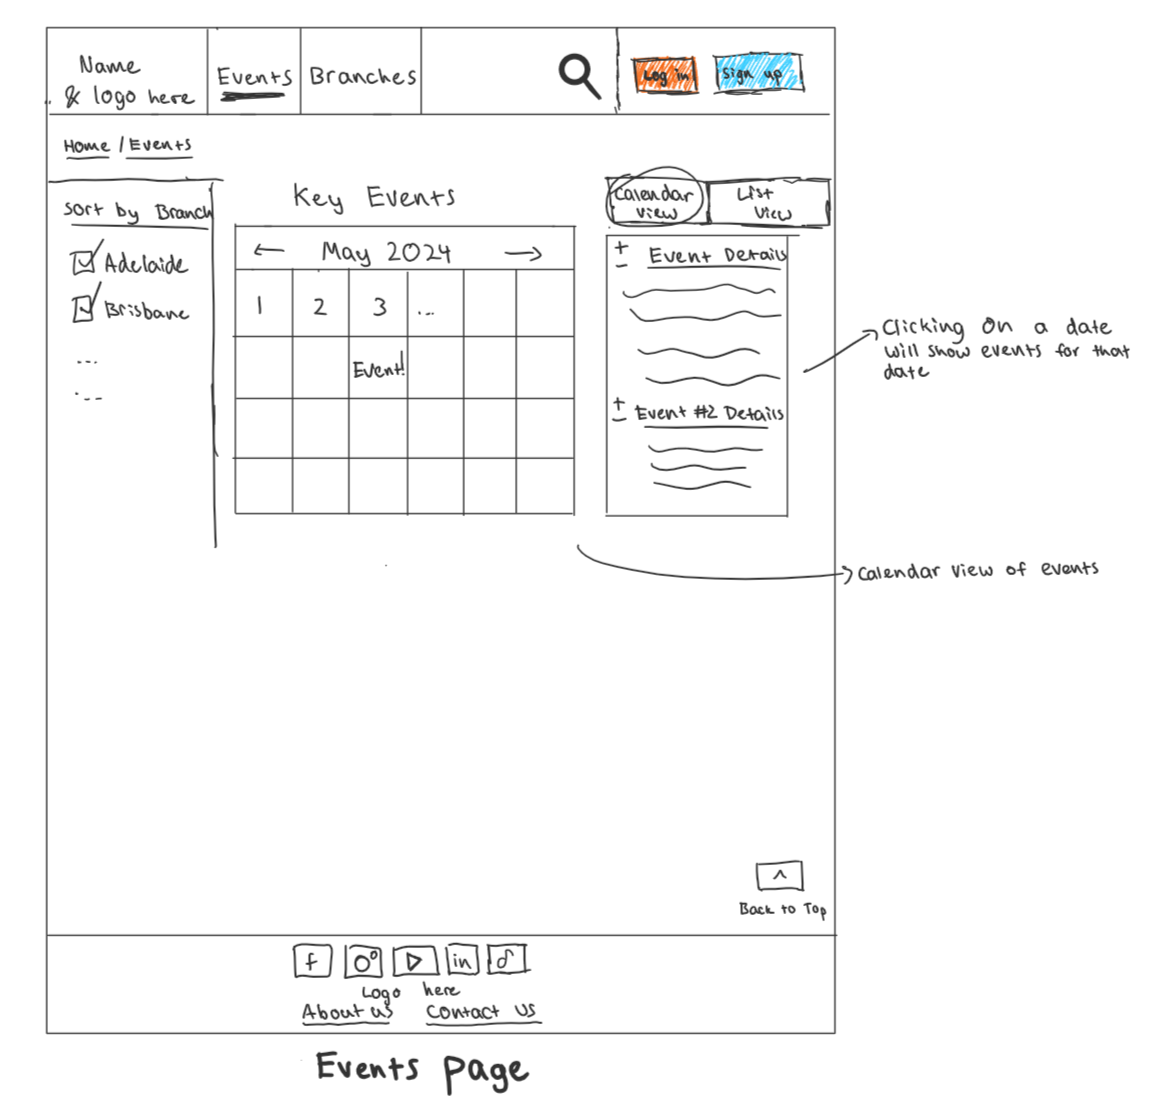 Name
& logo here
Events
Branches
Log in
Sign up
Home / Events
Sort by Branch
Adelaide
Brisbane
...
...
Key Events
← May 2024 →
1 2 3 ...
Event!
Calendar
View
List
View
+
- Event Details
+
- Event #2 Details
Clicking On a date
will show events for that
date
Calendar View of events
^
Back to Top
f
in
Logo here
About us
Contact Us
Events page